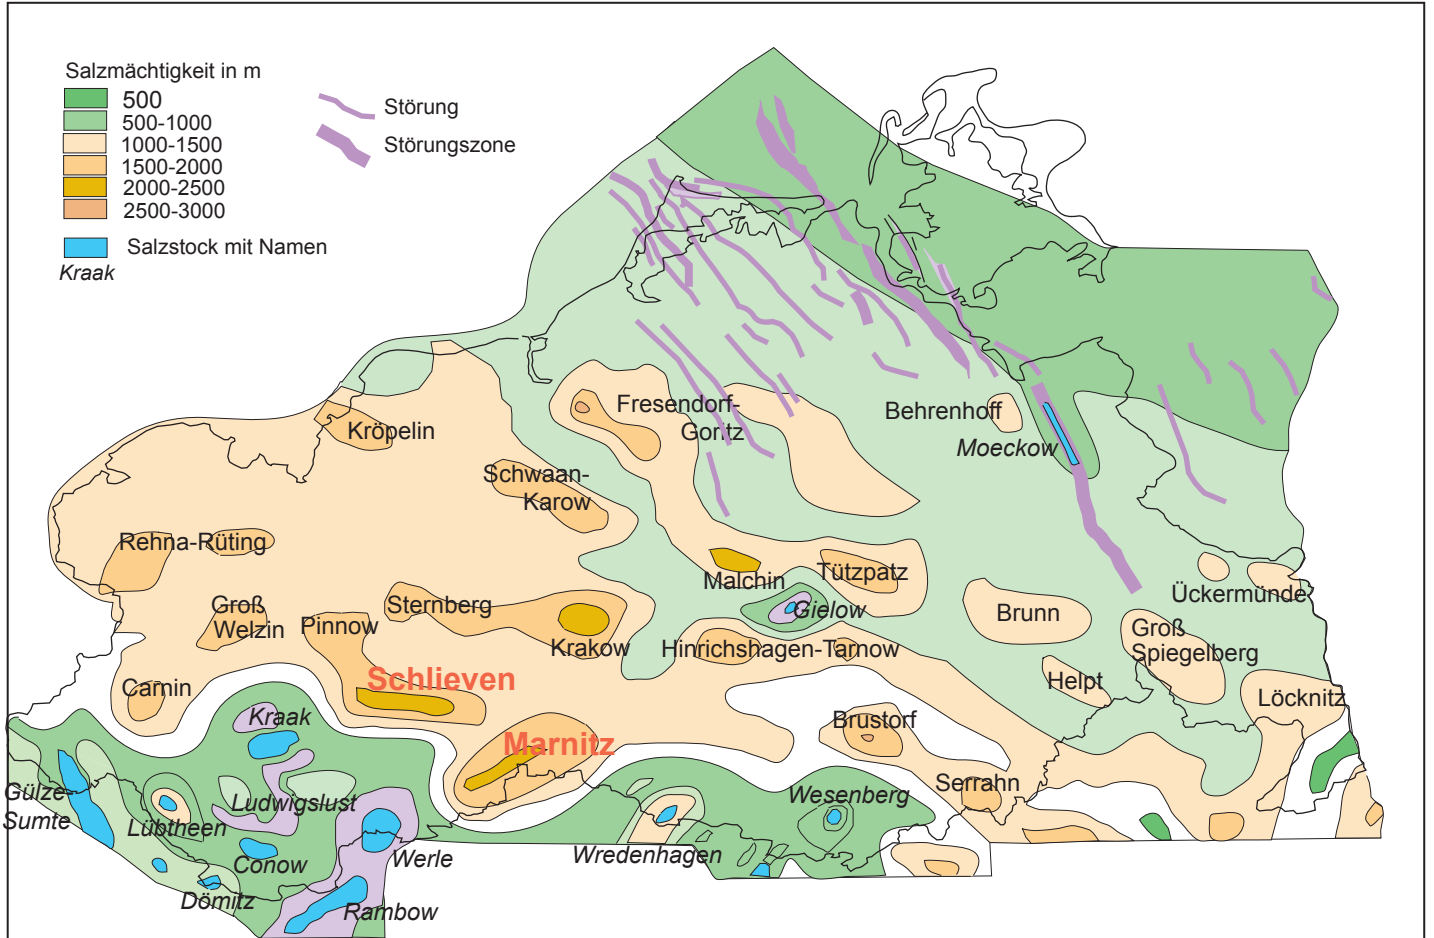 Salzmächtigkeit in m
500
500-1000
1000-1500
1500-2000
2000-2500
2500-3000
Salzstock mit Namen
Kraak
Störung
Störungszone
Fresendorf-
Goritz
Behrenhoff
Moeckow
Kröpelin
Schwaan-
Karow
Rehna-Rüting
Malchin
Tützpatz
Gielow
Ückermünde
Groß
Welzin
Pinnow
Sternberg
Krakow
Hinrichshagen-Tarnow
Brunn
Groß
Spiegelberg
Schlieven
Helpt
Löcknitz
Carnin
Kraak
Marnitz
Brustorf
Serrahn
Gülze-
Sumte
Lübtheen
Ludwigslust
Wesenberg
Conow
Werle
Wredenhagen
Dömitz
Rambow